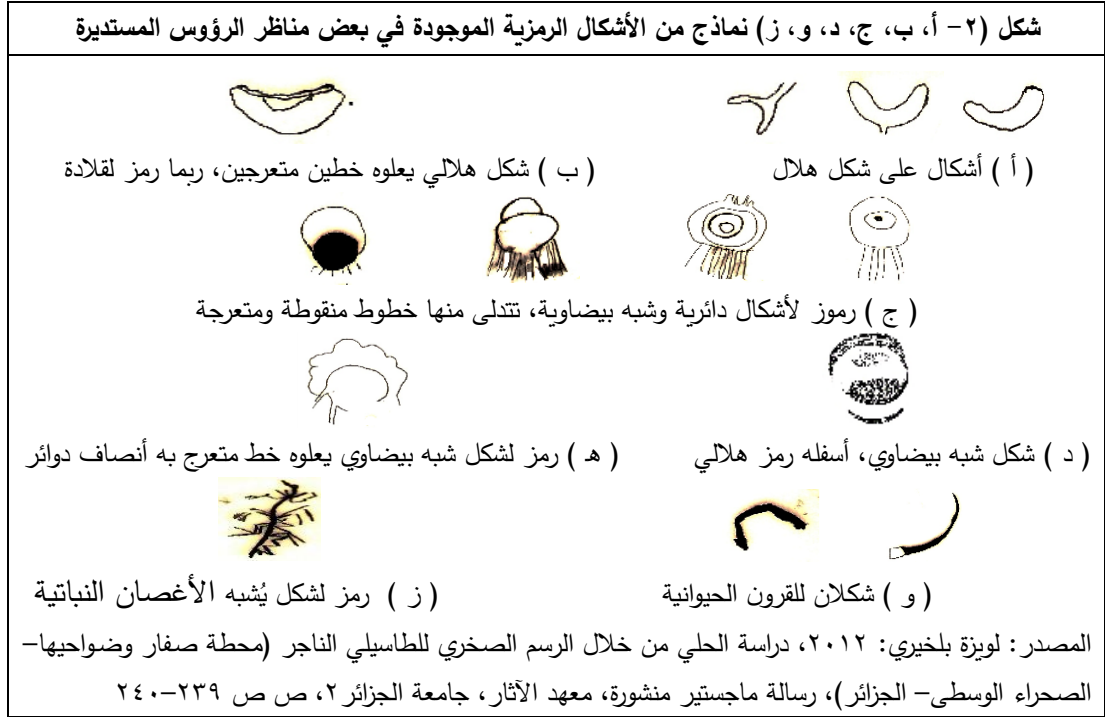 شكل (٢- أ، ب، ج، د، و، ز) نماذج من الأشكال الرمزية الموجودة في بعض مناظر الرؤوس المستديرة
( أ ) أشكال على شكل هلال
( ب ) شكل هلالي يعلوه خطين متعرجين، ربما رمز لقلادة
( ج ) رموز لأشكال دائرية وشبه بيضاوية، تتدلى منها خطوط منقوطة ومتعرجة
( د ) شكل شبه بيضاوي، أسفله رمز هلالي
( هـ ) رمز لشكل شبه بيضاوي يعلوه خط متعرج به أنصاف دوائر
( و ) شكلان للقرون الحيوانية
( ز ) رمز لشكل يُشبه الأغصان النباتية
المصدر: لويزة بلخيري: ٢٠١٢، دراسة الحلي من خلال الرسم الصخري للطاسيلي الناجر (محطة صفار وضواحيها-
الصحراء الوسطى- الجزائر)، رسالة ماجستير منشورة، معهد الآثار، جامعة الجزائر٢، ص ص ٢٣٩-٢٤٠